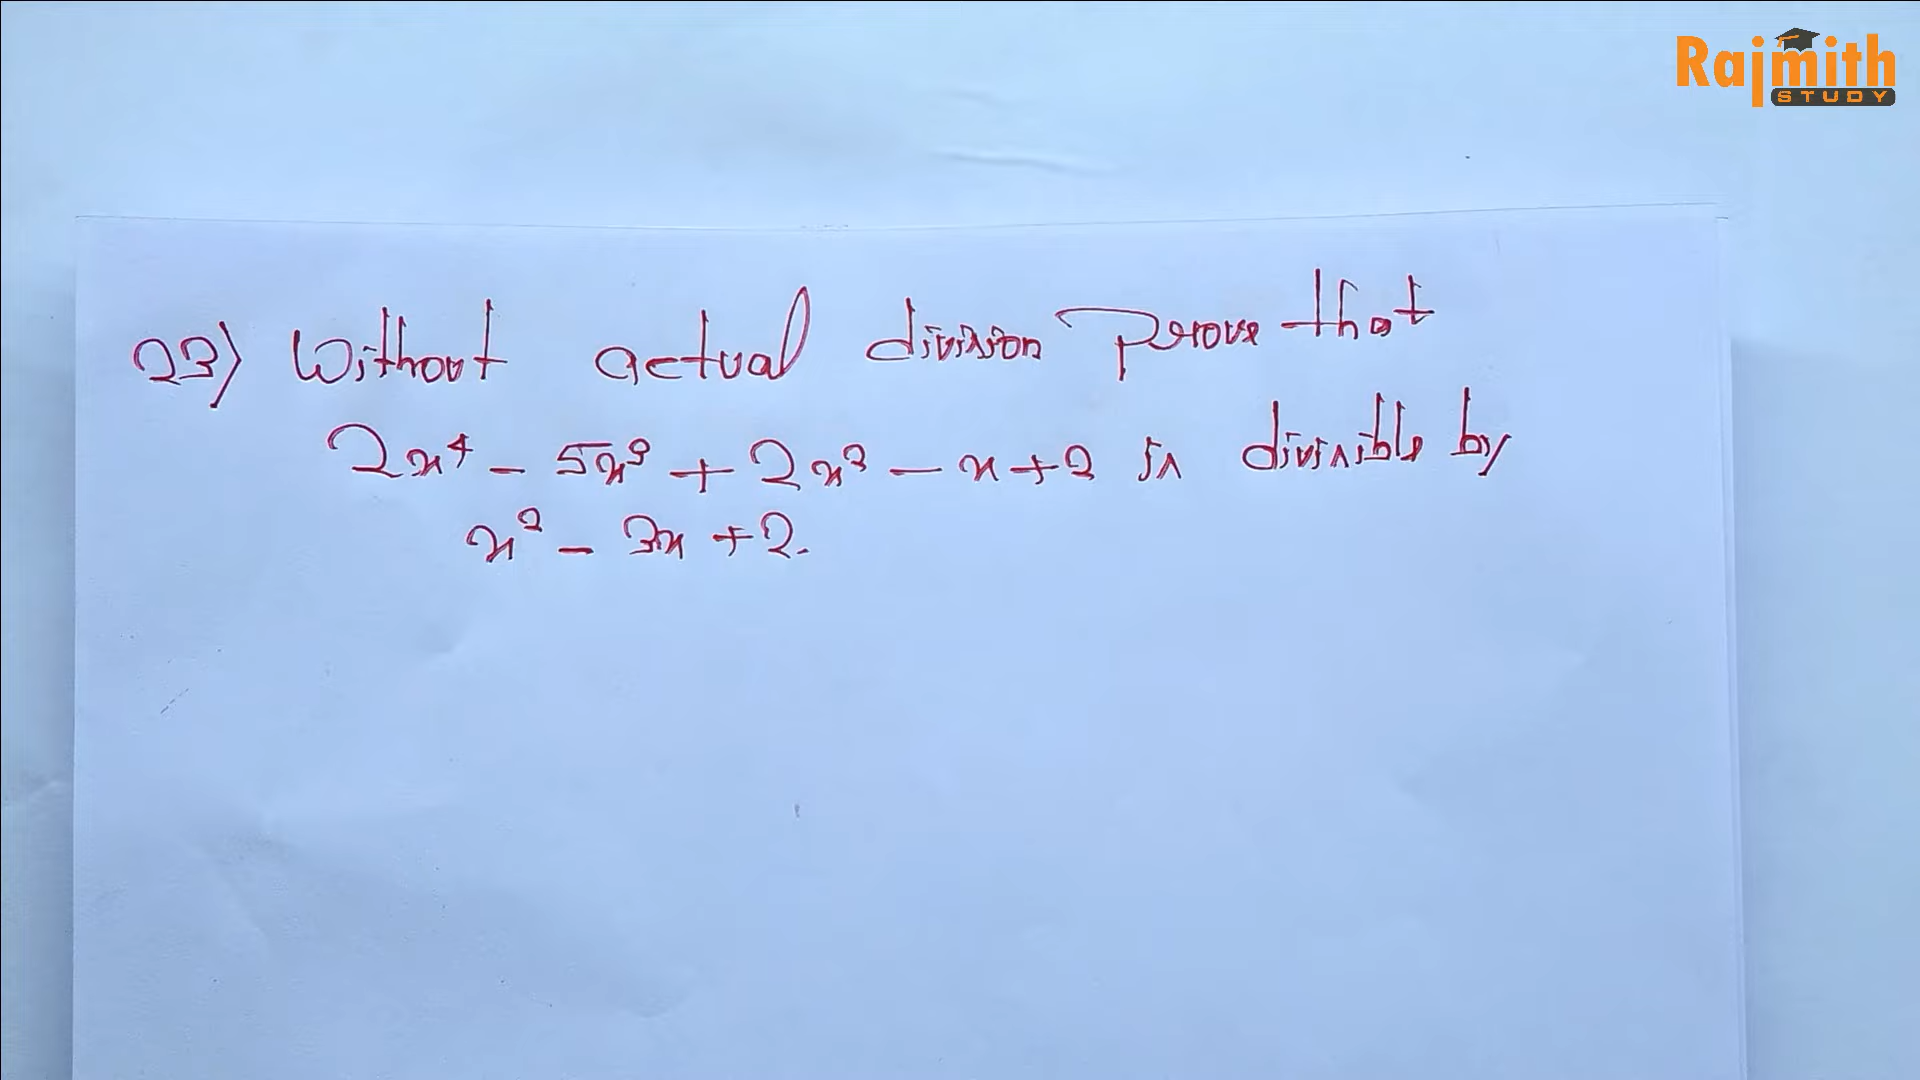 Rajmith
STUDY
23) Without actual division prove that
2x⁴ - 5x³ + 2x² - x + 2 is divisible by
x² - 3x + 2.